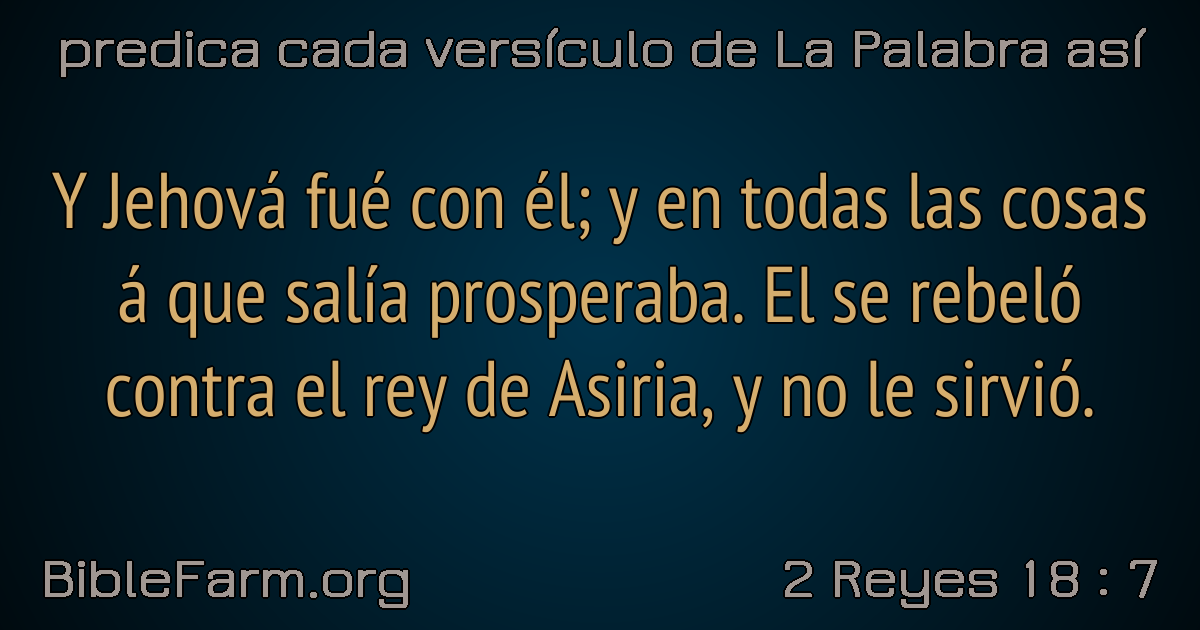 predica cada versículo de La Palabra así
Y Jehová fué con él; y en todas las cosas
á que salía prosperaba. El se rebeló
contra el rey de Asiria, y no le sirvió.
BibleFarm.org
2 Reyes 18 : 7